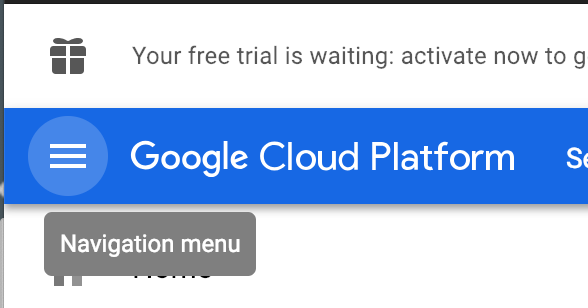 Your free trial is waiting: activate now to g
Google Cloud Platform
Se
Navigation menu
Home